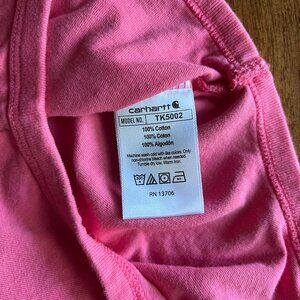 carhartt
MODEL NO. TK5002
100% Cotton
100% Coton
100% Algodón
Machine wash cold with like colors. Only
non-chlorine bleach when needed.
Tumble dry low. Warm Iron.
RN 13706